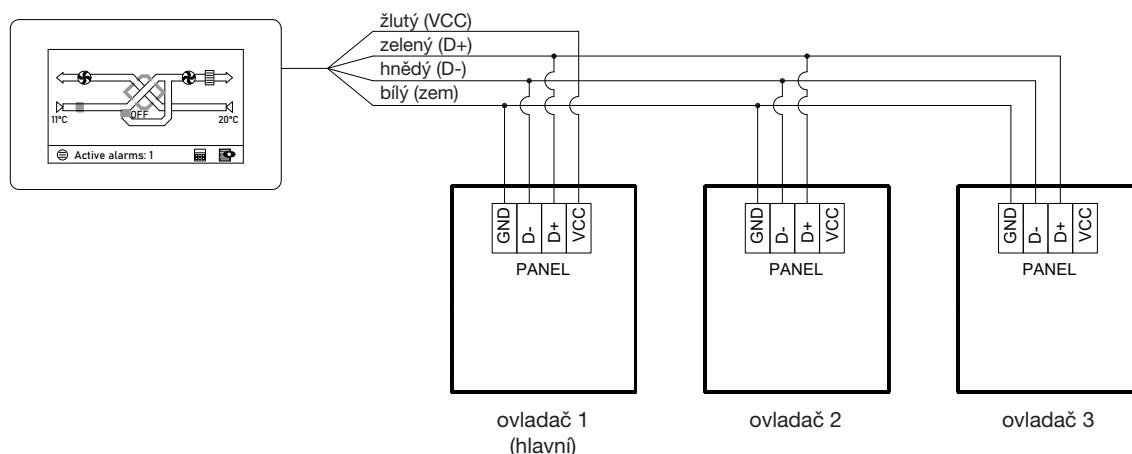 žlutý (VCC)
zelený (D+)
hnědý (D-)
bílý (zem)
11°C
OFF
20°C
Active alarms: 1
GND
D-
D+
VCC
PANEL
GND
D-
D+
VCC
PANEL
GND
D-
D+
VCC
PANEL
ovladač 1
(hlavní)
ovladač 2
ovladač 3